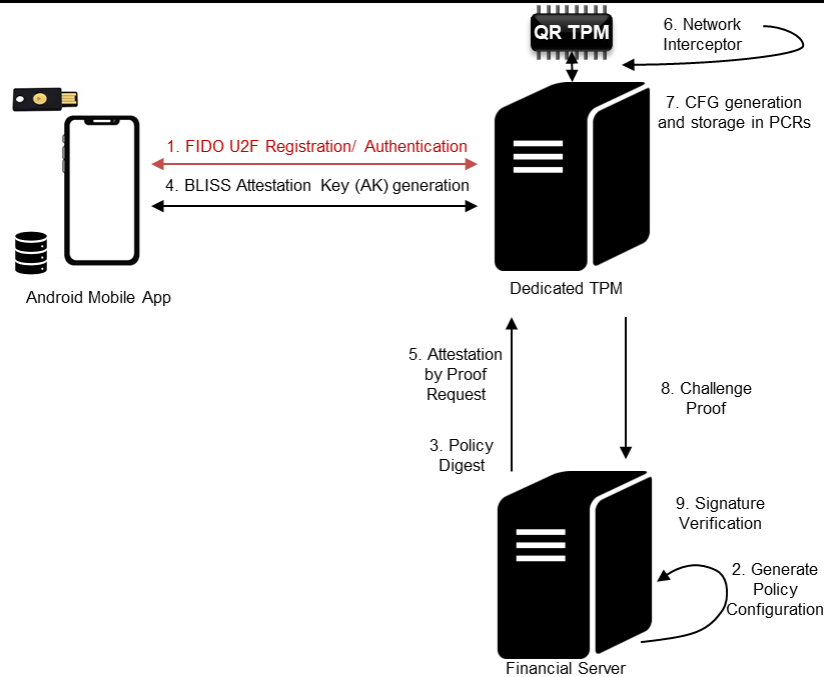 QR TPM
6. Network
Interceptor
7. CFG generation
and storage in PCRs
1. FIDO U2F Registration/ Authentication
4. BLISS Attestation Key (AK) generation
Android Mobile App
Dedicated TPM
5. Attestation
by Proof
Request
8. Challenge
Proof
3. Policy
Digest
9. Signature
Verification
2. Generate
Policy
Configuration
Financial Server